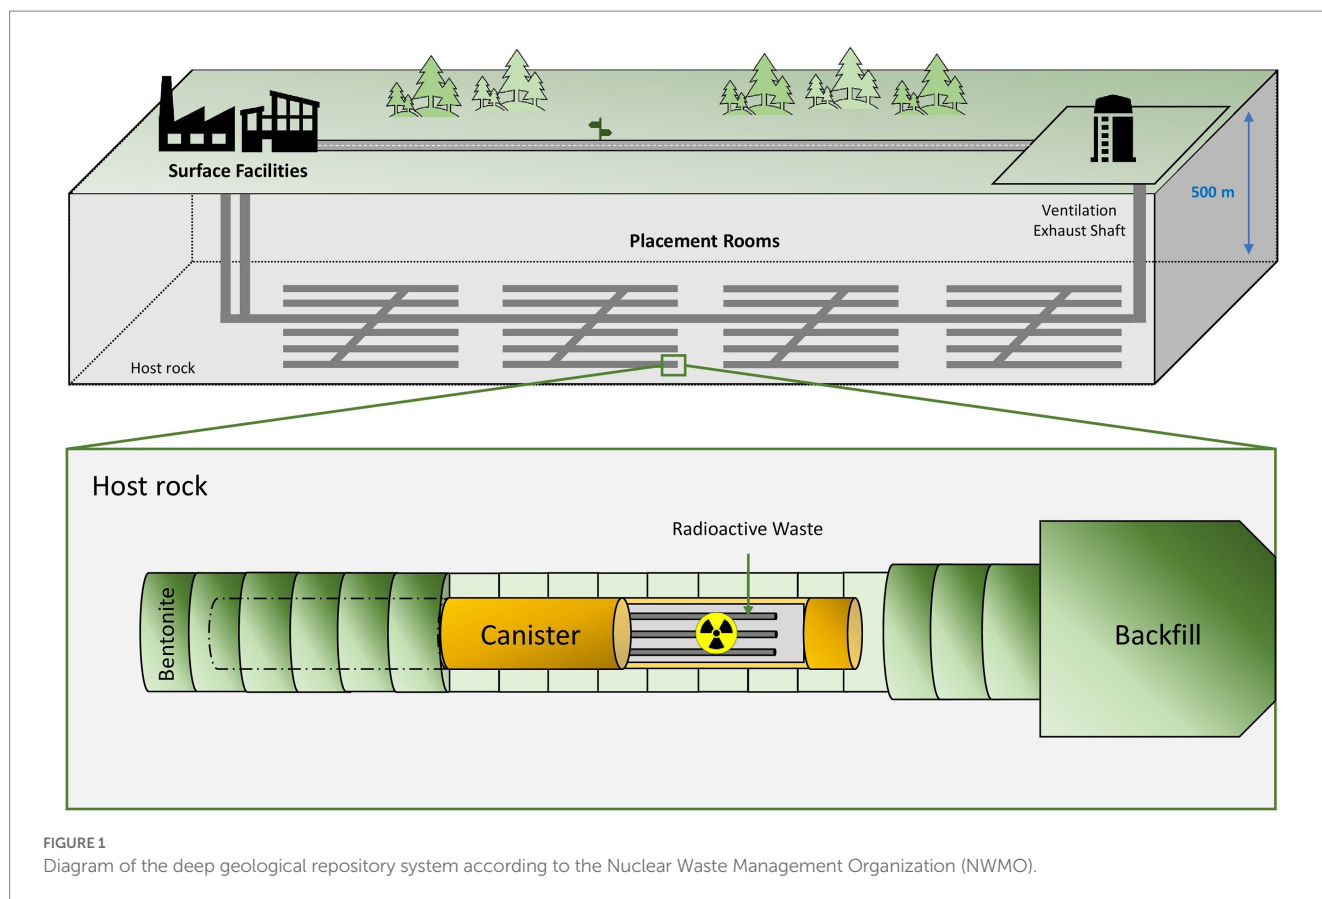 Surface Facilities
500 m
Ventilation
Exhaust Shaft
Placement Rooms
Host rock
Host rock
Radioactive Waste
Bentonite
Canister
Backfill
FIGURE 1
Diagram of the deep geological repository system according to the Nuclear Waste Management Organization (NWMO).